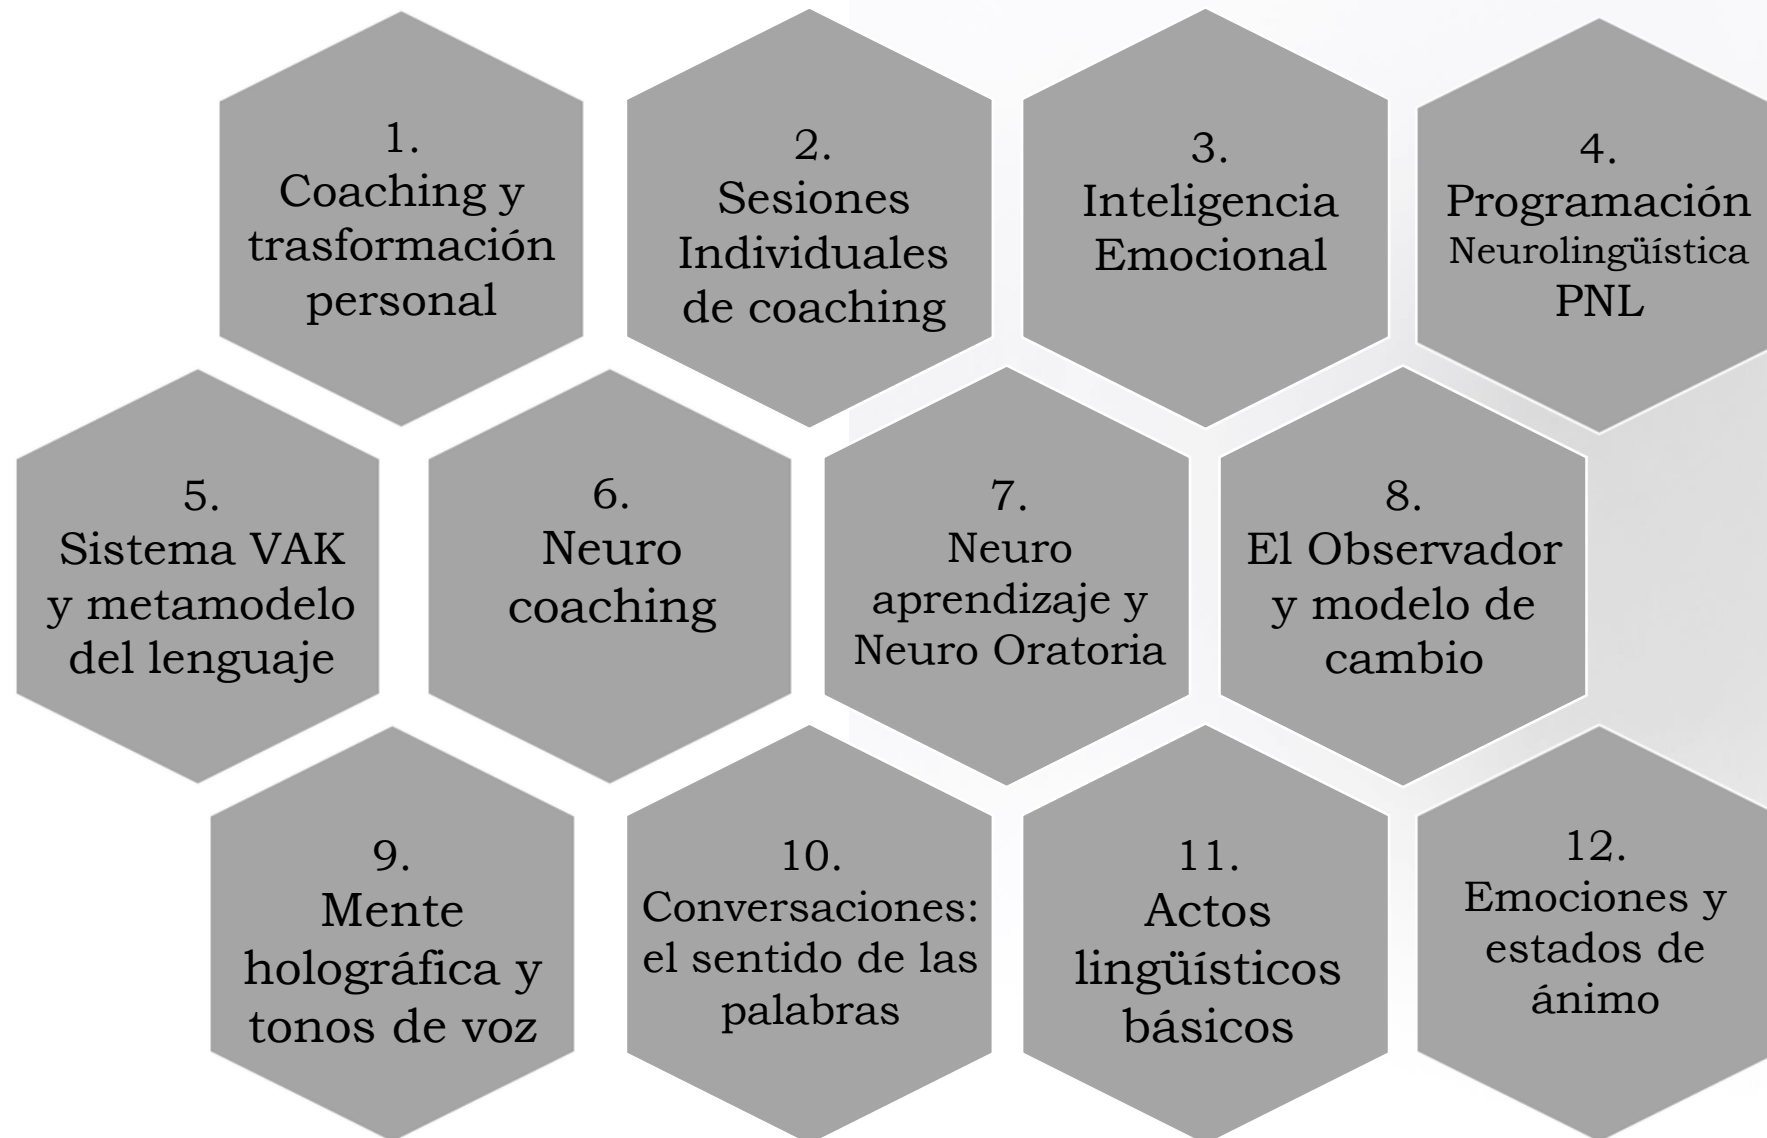 1.
Coaching y
trasformación
personal
2.
Sesiones
Individuales
de coaching
3.
Inteligencia
Emocional
4.
Programación
Neurolingüística
PNL
5.
Sistema VAK
y metamodelo
del lenguaje
6.
Neuro
coaching
7.
Neuro
aprendizaje y
Neuro Oratoria
8.
El Observador
y modelo de
cambio
9.
Mente
holográfica y
tonos de voz
10.
Conversaciones:
el sentido de las
palabras
11.
Actos
lingüísticos
básicos
12.
Emociones y
estados de
ánimo